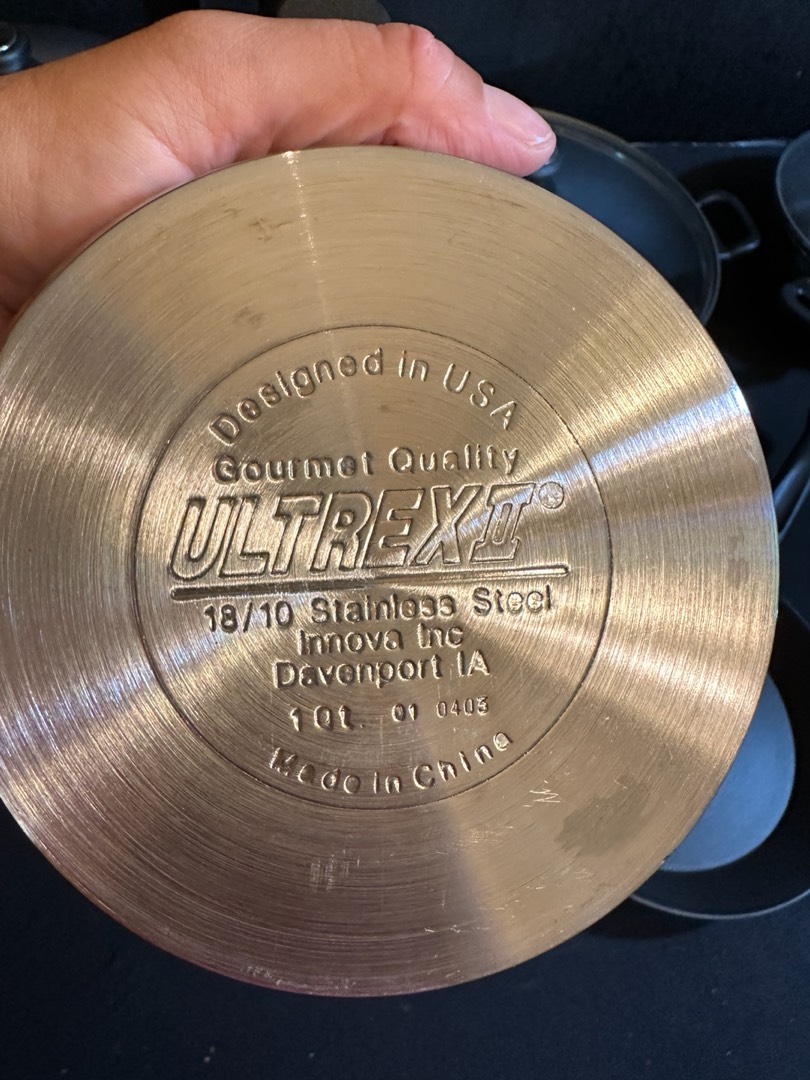 Designed in USA
Gourmet Quality
ULTREX II®
18/10 Stainless Steel
Innova Inc
Davenport IA
1 Qt. 01 0403
Made in China